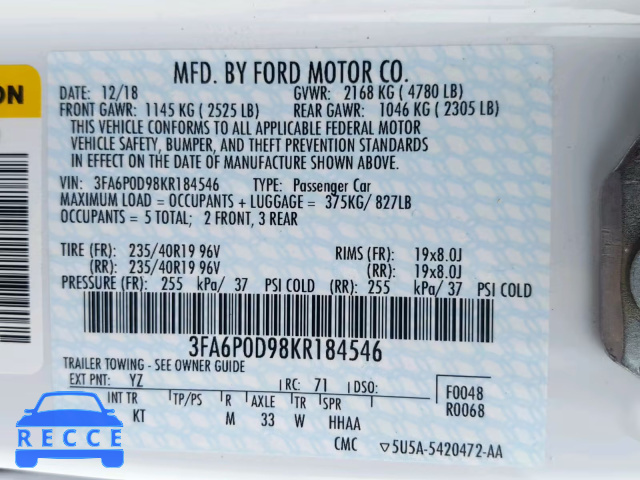 ON
MFD. BY FORD MOTOR CO.
DATE: 12/18 GVWR: 2168 KG ( 4780 LB)
FRONT GAWR: 1145 KG ( 2525 LB) REAR GAWR: 1046 KG ( 2305 LB)
THIS VEHICLE CONFORMS TO ALL APPLICABLE FEDERAL MOTOR
VEHICLE SAFETY, BUMPER, AND THEFT PREVENTION STANDARDS
IN EFFECT ON THE DATE OF MANUFACTURE SHOWN ABOVE.
VIN: 3FA6P0D98KR184546 TYPE: Passenger Car
MAXIMUM LOAD = OCCUPANTS + LUGGAGE = 375KG/ 827LB
OCCUPANTS = 5 TOTAL; 2 FRONT, 3 REAR
TIRE (FR): 235/40R19 96V RIMS (FR): 19x8.0J
(RR): 235/40R19 96V (RR): 19x8.0J
PRESSURE (FR): 255 kPa/ 37 PSI COLD (RR): 255 kPa/ 37 PSI COLD
3FA6P0D98KR184546
TRAILER TOWING - SEE OWNER GUIDE
EXT PNT: YZ RC: 71 DSO: F0048
INT TR TP/PS R AXLE TR SPR R0068
KT M 33 W HHAA
CMC ▽5U5A-5420472-AA
RECCE